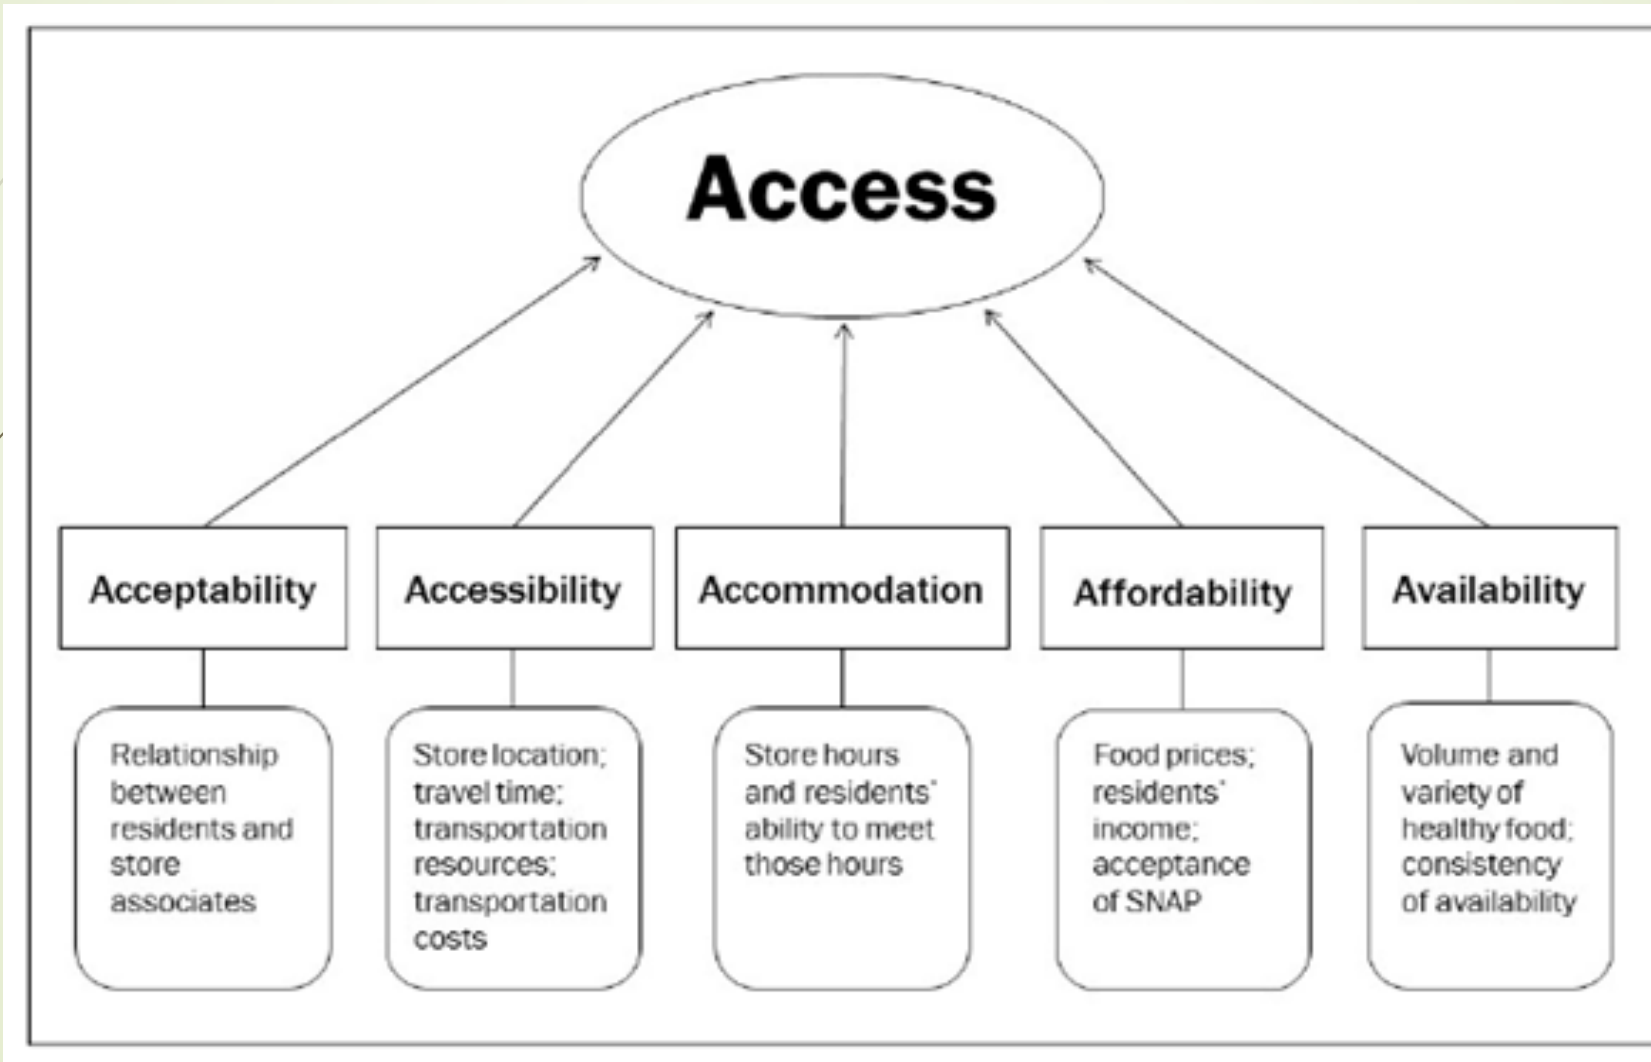 Access
Acceptability
Accessibility
Accommodation
Affordability
Availability
Relationship
between
residents and
store
associates
Store location;
travel time;
transportation
resources;
transportation
costs
Store hours
and residents'
ability to meet
those hours
Food prices;
residents'
income;
acceptance
of SNAP
Volume and
variety of
healthy food;
consistency
of availability